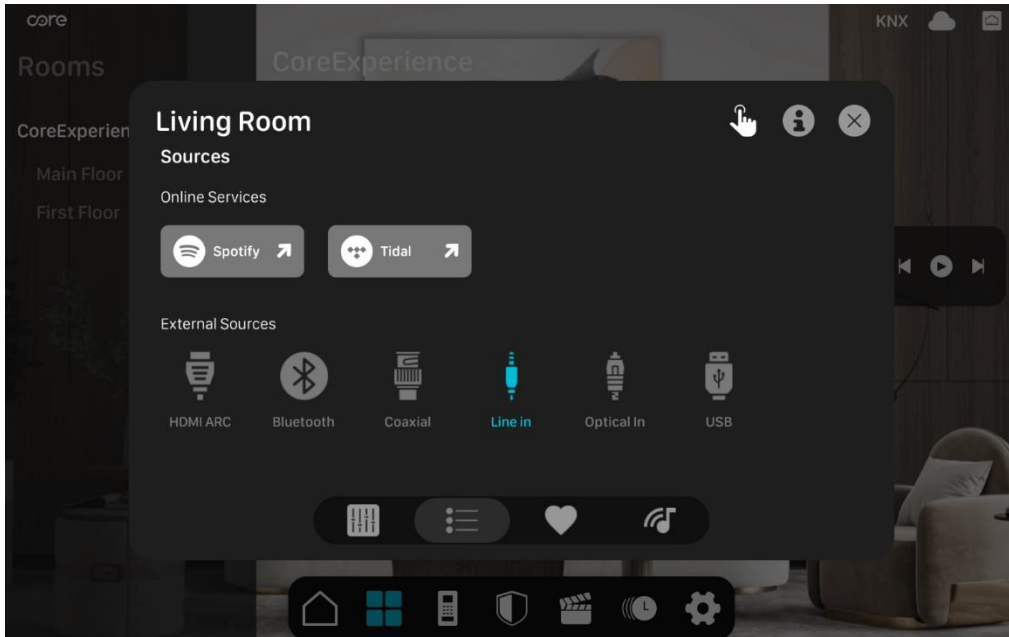 core
KNX
Rooms
CoreExperience
CoreExperien
Main Floor
First Floor
Living Room
Sources
Online Services
Spotify
Tidal
External Sources
HDMI ARC
Bluetooth
Coaxial
Line in
Optical In
USB